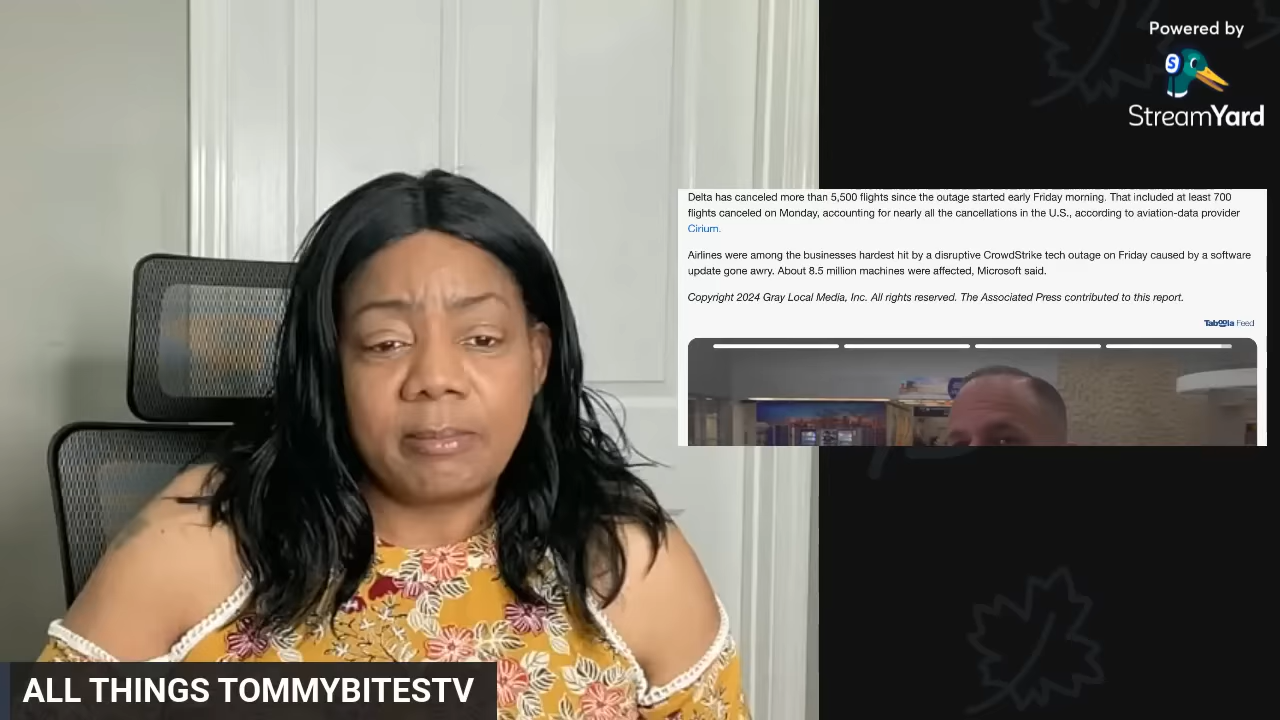 Powered by
StreamYard
Delta has canceled more than 5,500 flights since the outage started early Friday morning. That included at least 700
flights canceled on Monday, accounting for nearly all the cancellations in the U.S., according to aviation-data provider
Cirium.
Airlines were among the businesses hardest hit by a disruptive CrowdStrike tech outage on Friday caused by a software
update gone awry. About 8.5 million machines were affected, Microsoft said.
Copyright 2024 Gray Local Media, Inc. All rights reserved. The Associated Press contributed to this report.
Taboola Feed
ALL THINGS TOMMYBITESTV